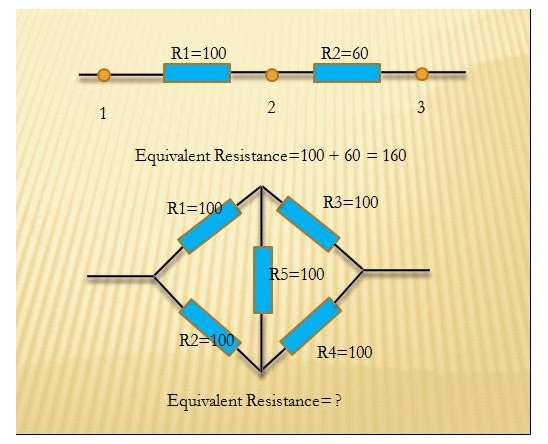 R1=100 R2=60
1 2 3
Equivalent Resistance=100 + 60 = 160
R1=100 R3=100
R5=100
R2=100 R4=100
Equivalent Resistance= ?